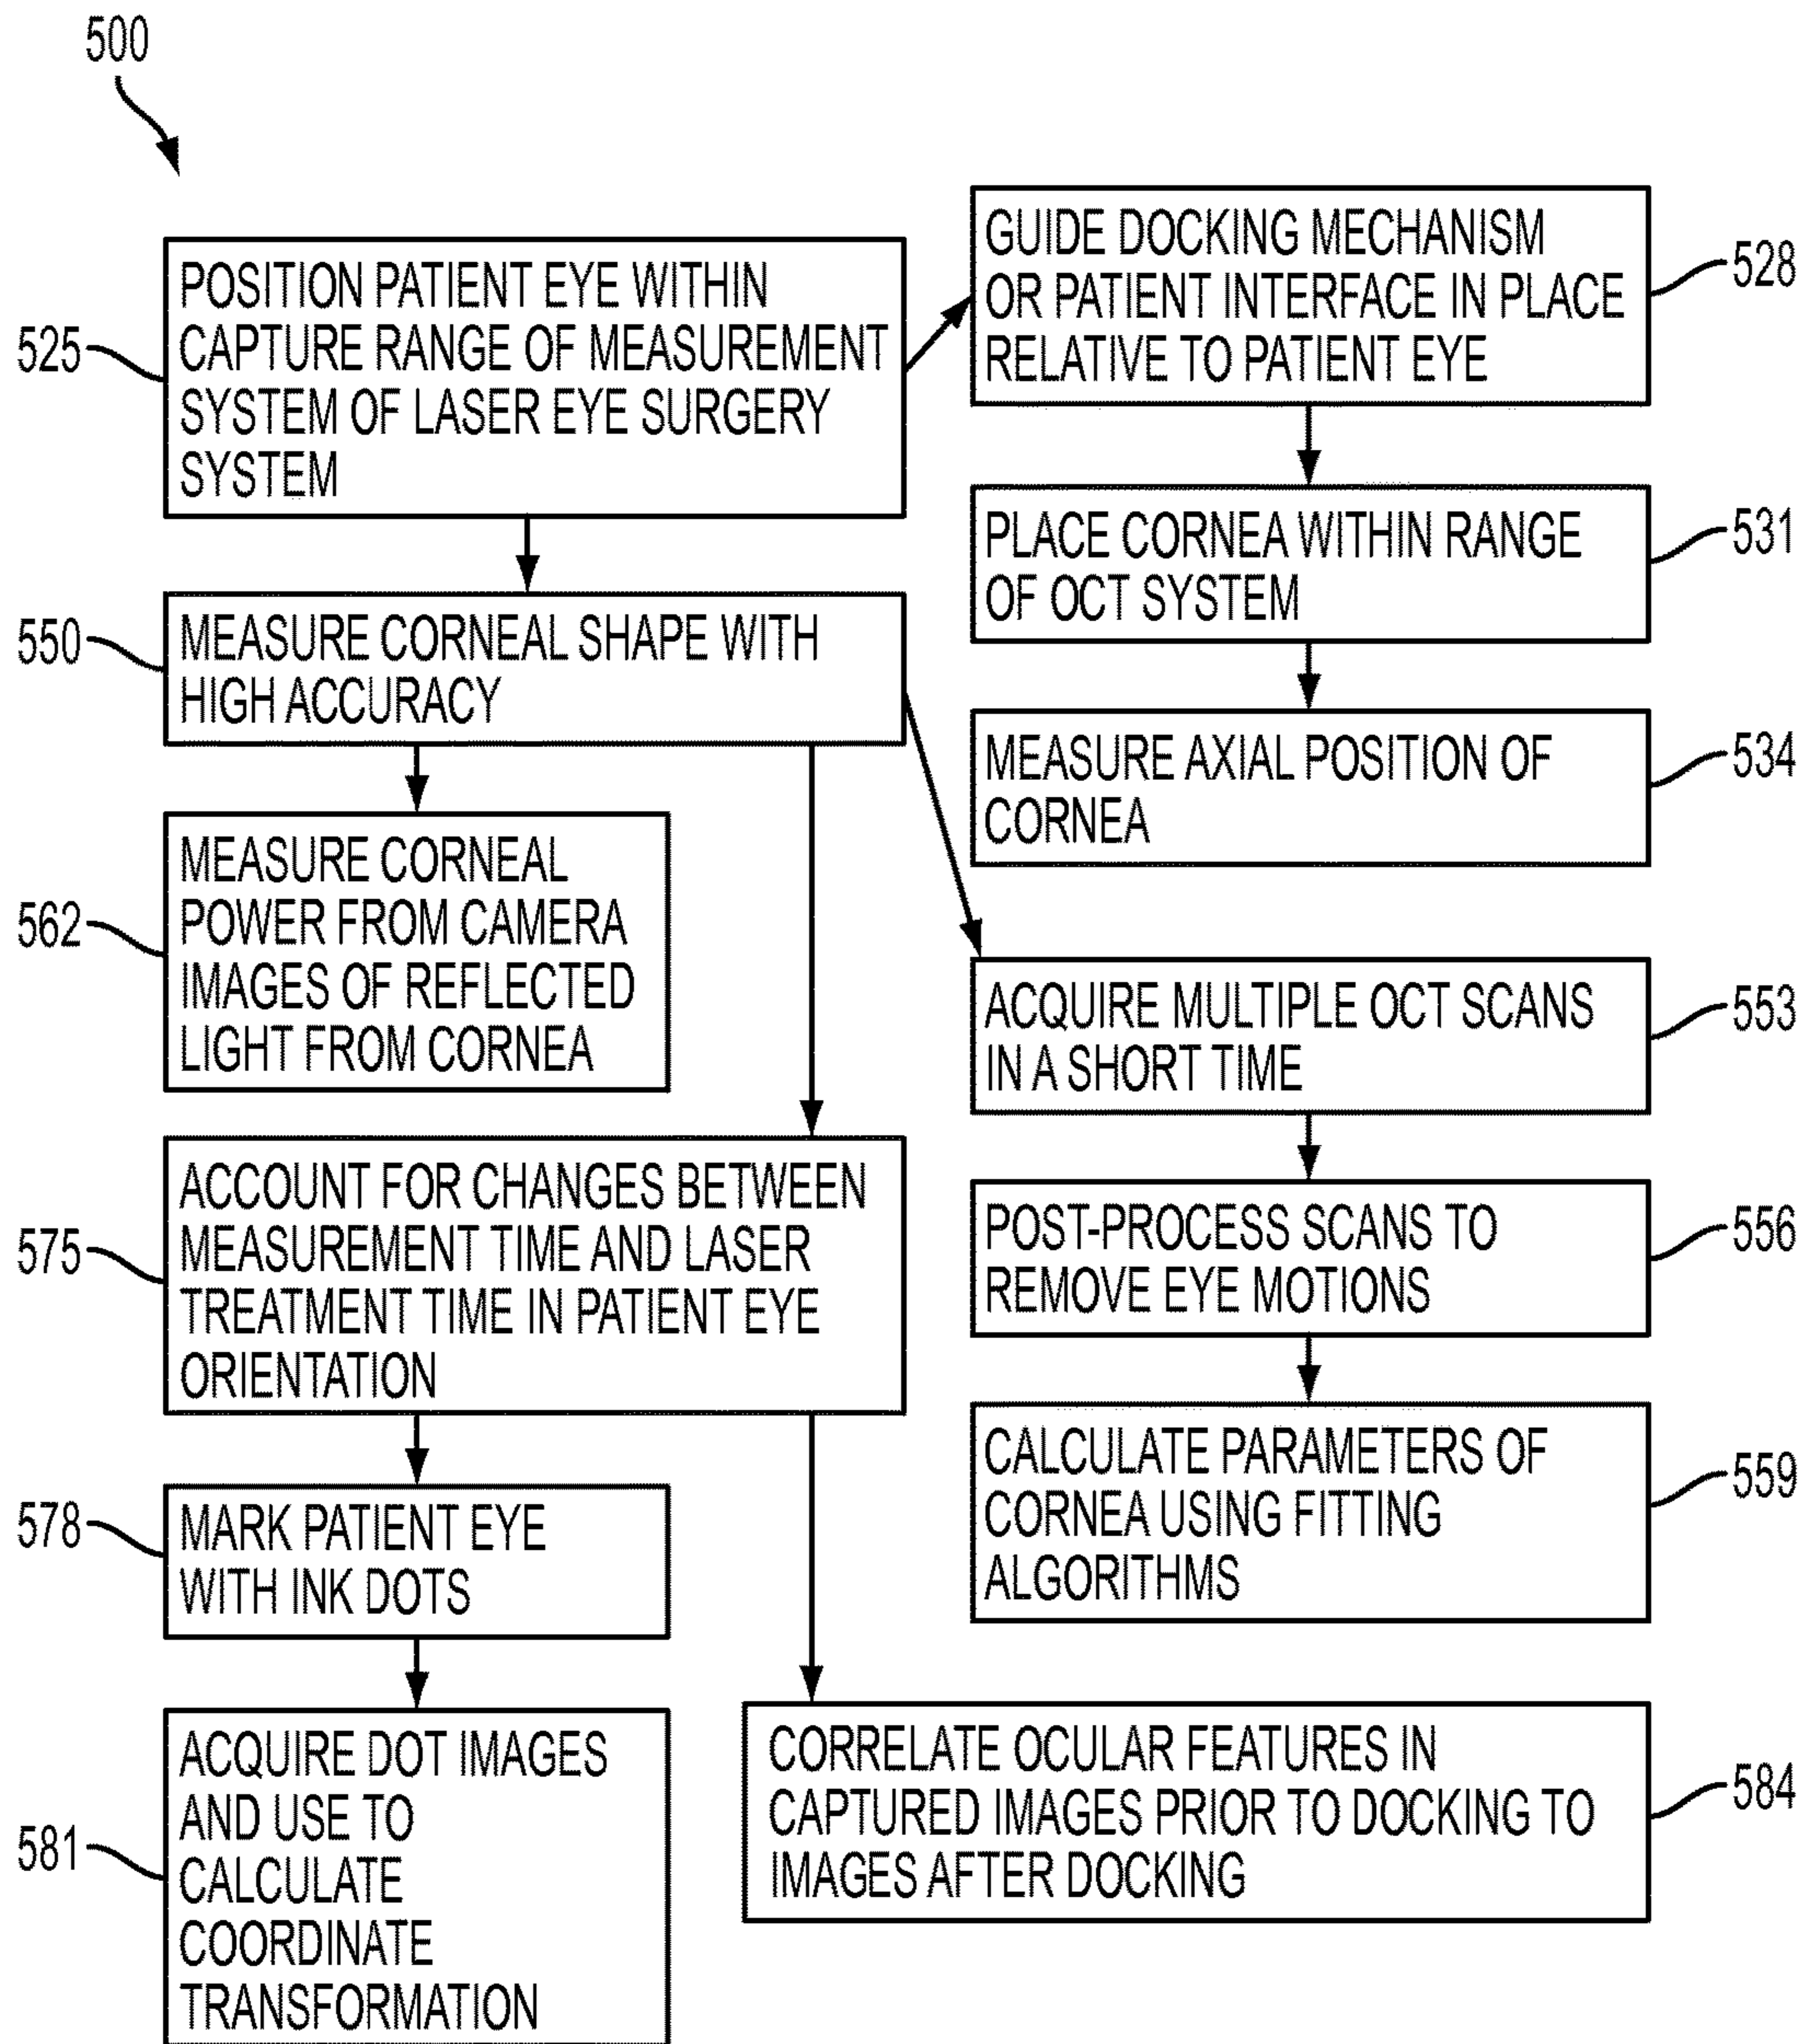 500
525
POSITION PATIENT EYE WITHIN
CAPTURE RANGE OF MEASUREMENT
SYSTEM OF LASER EYE SURGERY
SYSTEM
GUIDE DOCKING MECHANISM
OR PATIENT INTERFACE IN PLACE
RELATIVE TO PATIENT EYE
528
PLACE CORNEA WITHIN RANGE
OF OCT SYSTEM
531
MEASURE AXIAL POSITION OF
CORNEA
534
550
MEASURE CORNEAL SHAPE WITH
HIGH ACCURACY
562
MEASURE CORNEAL
POWER FROM CAMERA
IMAGES OF REFLECTED
LIGHT FROM CORNEA
ACQUIRE MULTIPLE OCT SCANS
IN A SHORT TIME
553
POST-PROCESS SCANS TO
REMOVE EYE MOTIONS
556
CALCULATE PARAMETERS OF
CORNEA USING FITTING
ALGORITHMS
559
575
ACCOUNT FOR CHANGES BETWEEN
MEASUREMENT TIME AND LASER
TREATMENT TIME IN PATIENT EYE
ORIENTATION
578
MARK PATIENT EYE
WITH INK DOTS
581
ACQUIRE DOT IMAGES
AND USE TO
CALCULATE
COORDINATE
TRANSFORMATION
CORRELATE OCULAR FEATURES IN
CAPTURED IMAGES PRIOR TO DOCKING TO
IMAGES AFTER DOCKING
584